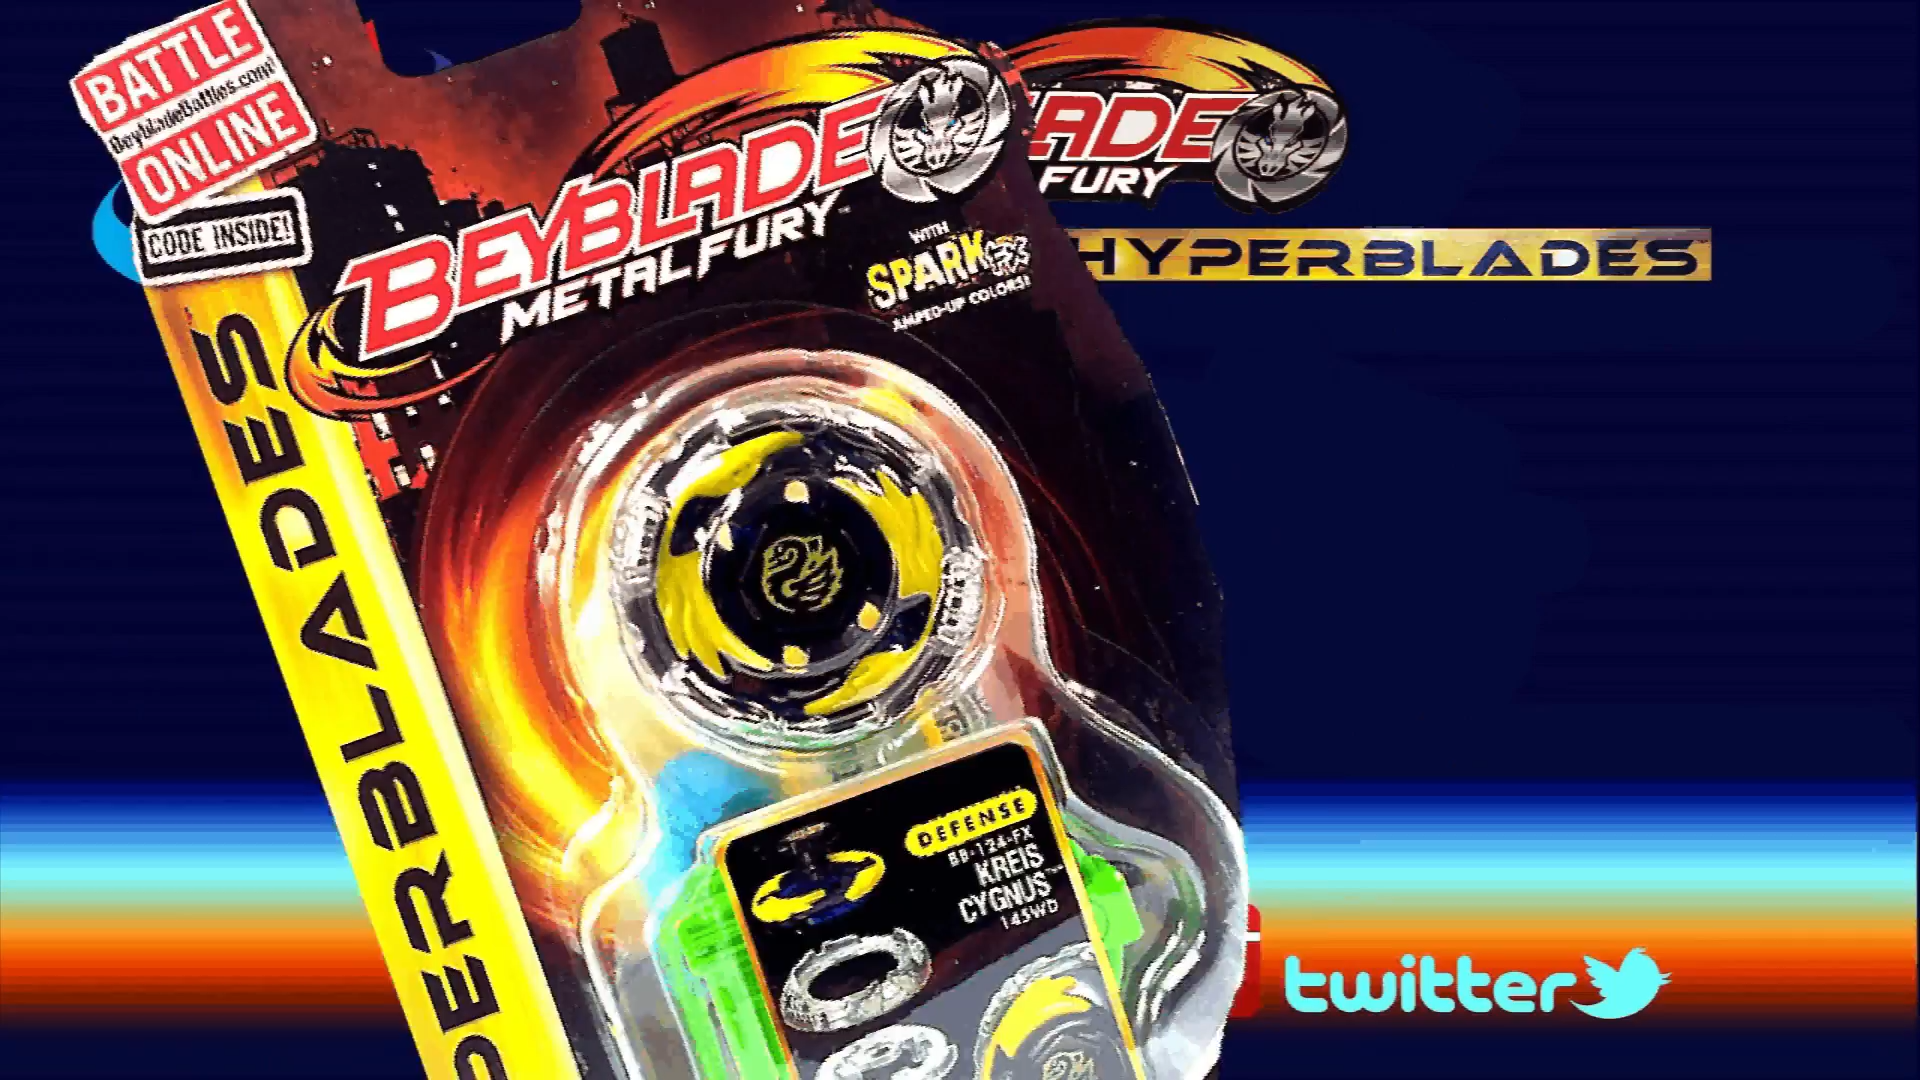 BATTLE
BeybladeBattles.com
ONLINE
CODE INSIDE!
BEYBLADE
METAL FURY
WITH
SPARK FX
AMPED-UP COLORS!
ADE
FURY
HYPERBLADES
PERBLADES
DEFENSE
BB-124-FX
KREIS
CYGNUS
145WD
twitter